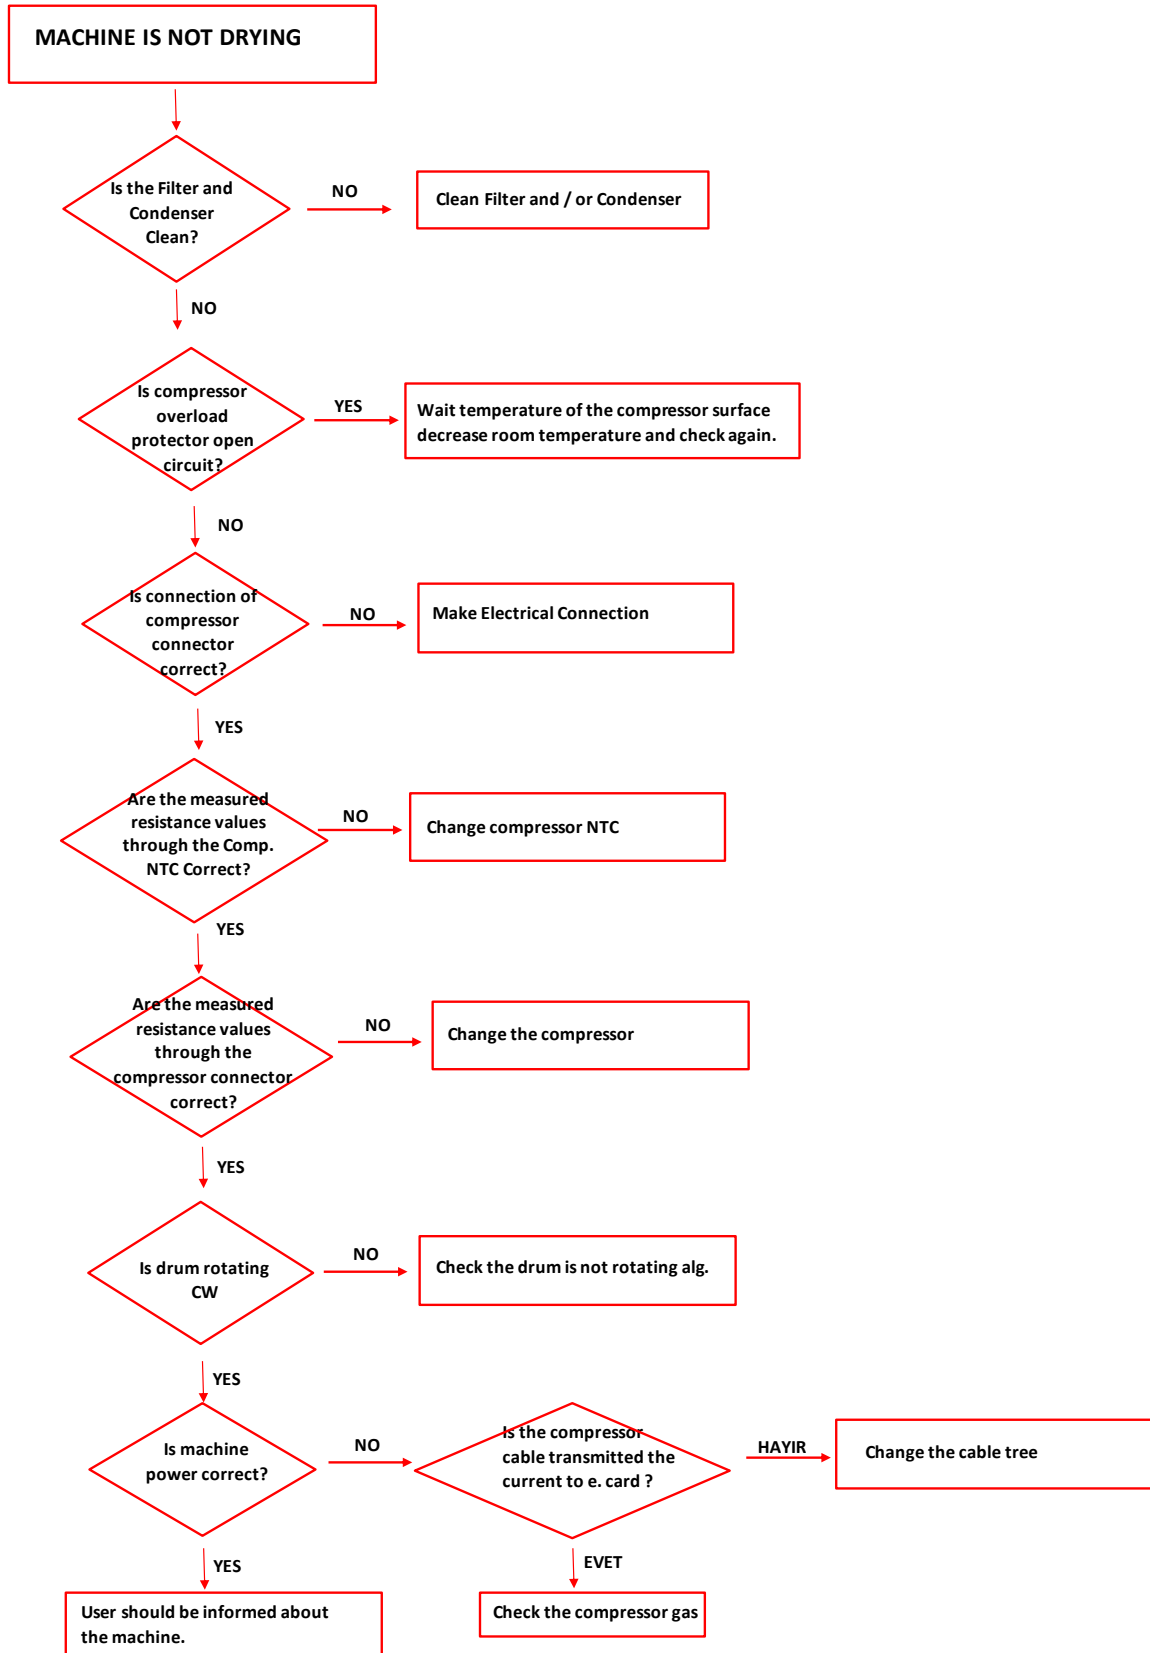 MACHINE IS NOT DRYING
Is the Filter and
Condenser
Clean?
NO
Clean Filter and / or Condenser
NO
Is compressor
overload
protector open
circuit?
YES
Wait temperature of the compressor surface
decrease room temperature and check again.
NO
Is connection of
compressor
connector
correct?
NO
Make Electrical Connection
YES
Are the measured
resistance values
through the Comp.
NTC Correct?
NO
Change compressor NTC
YES
Are the measured
resistance values
through the
compressor connector
correct?
NO
Change the compressor
YES
Is drum rotating
CW
NO
Check the drum is not rotating alg.
YES
Is machine
power correct?
NO
Is the compressor
cable transmitted the
current to e. card ?
HAYIR
Change the cable tree
YES
EVET
User should be informed about
the machine.
Check the compressor gas